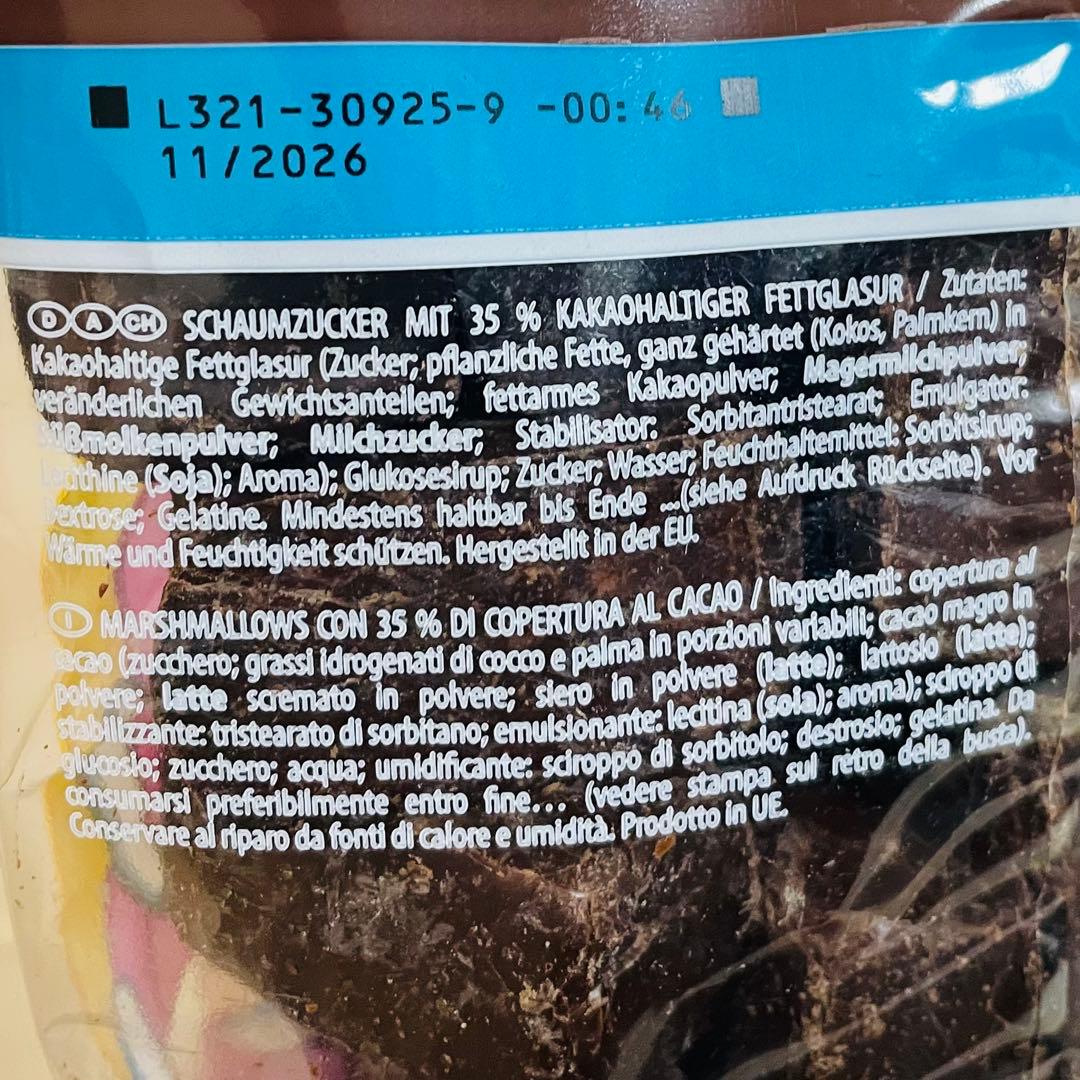 L321-30925-9 -00:46
11/2026
D A CH SCHAUMZUCKER MIT 35 % KAKAOHALTIGER FETTGLASUR / Zutaten:
Kakaohaltige Fettglasur (Zucker; pflanzliche Fette, ganz gehärtet (Kokos, Palmkern) in
veränderlichen Gewichtsanteilen; fettarmes Kakaopulver; Magermilchpulver;
Süßmolkenpulver; Milchzucker; Stabilisator: Sorbitantristearat; Emulgator:
Lecithine (Soja); Aroma); Glukosesirup; Zucker; Wasser; Feuchthaltemittel: Sorbitsirup;
Dextrose; Gelatine. Mindestens haltbar bis Ende ...(siehe Aufdruck Rückseite). Vor
Wärme und Feuchtigkeit schützen. Hergestellt in der EU.
I MARSHMALLOWS CON 35 % DI COPERTURA AL CACAO / Ingredienti: copertura al
cacao (zucchero; grassi idrogenati di cocco e palma in porzioni variabili; cacao magro in
polvere; latte scremato in polvere; siero in polvere (latte); lattosio (latte);
stabilizzante: tristearato di sorbitano; emulsionante: lecitina (soia); aroma); sciroppo di
glucosio; zucchero; acqua; umidificante: sciroppo di sorbitolo; destrosio; gelatina. Da
consumarsi preferibilmente entro fine... (vedere stampa sul retro della busta).
Conservare al riparo da fonti di calore e umidità. Prodotto in UE.